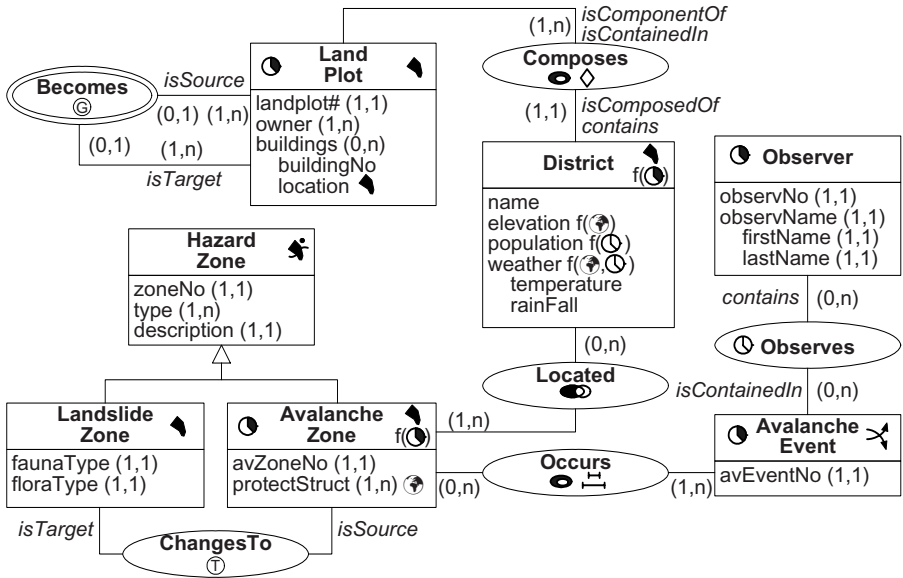 isComponentOf
isContainedIn
(1,n)
Land
Plot
landplot# (1,1)
owner (1,n)
buildings (0,n)
buildingNo
location
Becomes
G
isSource
(0,1) (1,n)
(0,1) (1,n)
isTarget
Composes
(1,1)
isComposedOf
contains
District
f( )
name
elevation f( )
population f( )
weather f( , )
temperature
rainFall
Observer
observNo (1,1)
observName (1,1)
firstName (1,1)
lastName (1,1)
contains
(0,n)
Observes
isContainedIn
(0,n)
Hazard
Zone
zoneNo (1,1)
type (1,n)
description (1,1)
(0,n)
Located
(1,n)
Landslide
Zone
faunaType (1,1)
floraType (1,1)
Avalanche
Zone
f( )
avZoneNo (1,1)
protectStruct (1,n)
(0,n)
Occurs
(1,n)
Avalanche
Event
avEventNo (1,1)
isTarget
ChangesTo
T
isSource